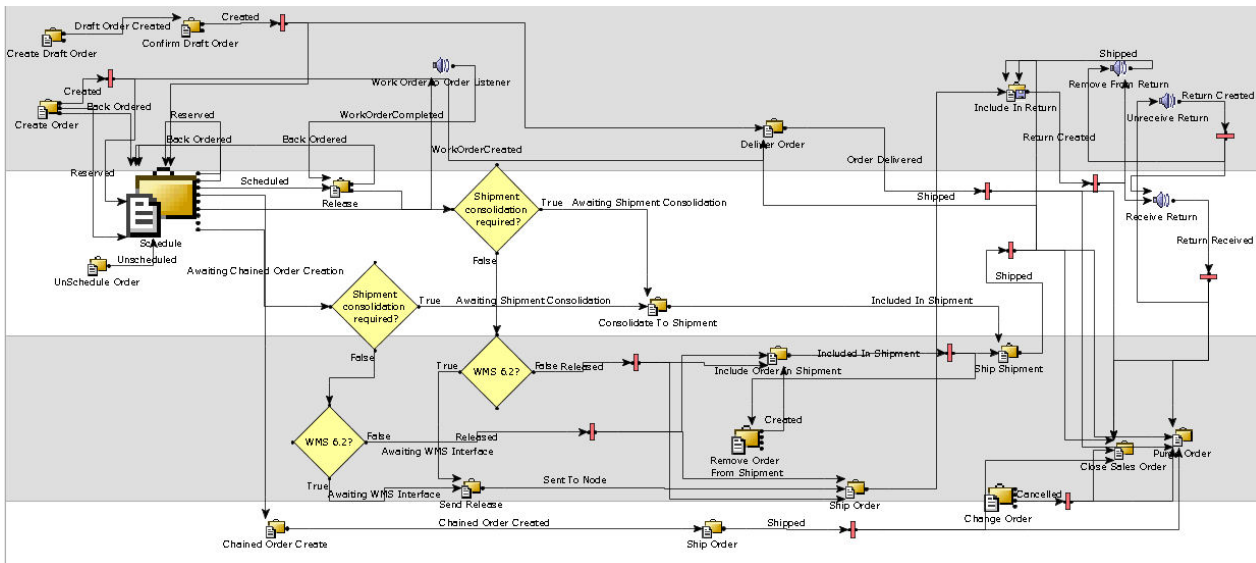 Draft Order Created
Created
Create Draft Order
Confirm Draft Order
Shipped
Work Order to Order Listener
Remove From Return
Created
Back Ordered
Return Created
Include In Return
Create Order
Unreceive Return
Reserved
WorkOrderCompleted
Return Created
Back Ordered
Back Ordered
Deliver Order
WorkOrderCreated
Order Delivered
Reserved
Scheduled
Release
Shipment
consolidation
required?
True
Awaiting Shipment Consolidation
Shipped
Receive Return
Schedule
Return Received
Unscheduled
False
UnSchedule Order
Awaiting Chained Order Creation
Shipped
Shipment
consolidation
required?
True
Awaiting Shipment Consolidation
Included In Shipment
Consolidate To Shipment
False
True
WMS 6.2?
False
Released
Included In Shipment
Include Order In Shipment
Ship Shipment
Created
WMS 6.2?
False
Released
Awaiting WMS Interface
Remove Order
From Shipment
Close Sales Order
Order
True
Awaiting WMS Interface
Sent To Node
Send Release
Ship Order
Cancelled
Change Order
Chained Order Created
Shipped
Chained Order Create
Ship Order